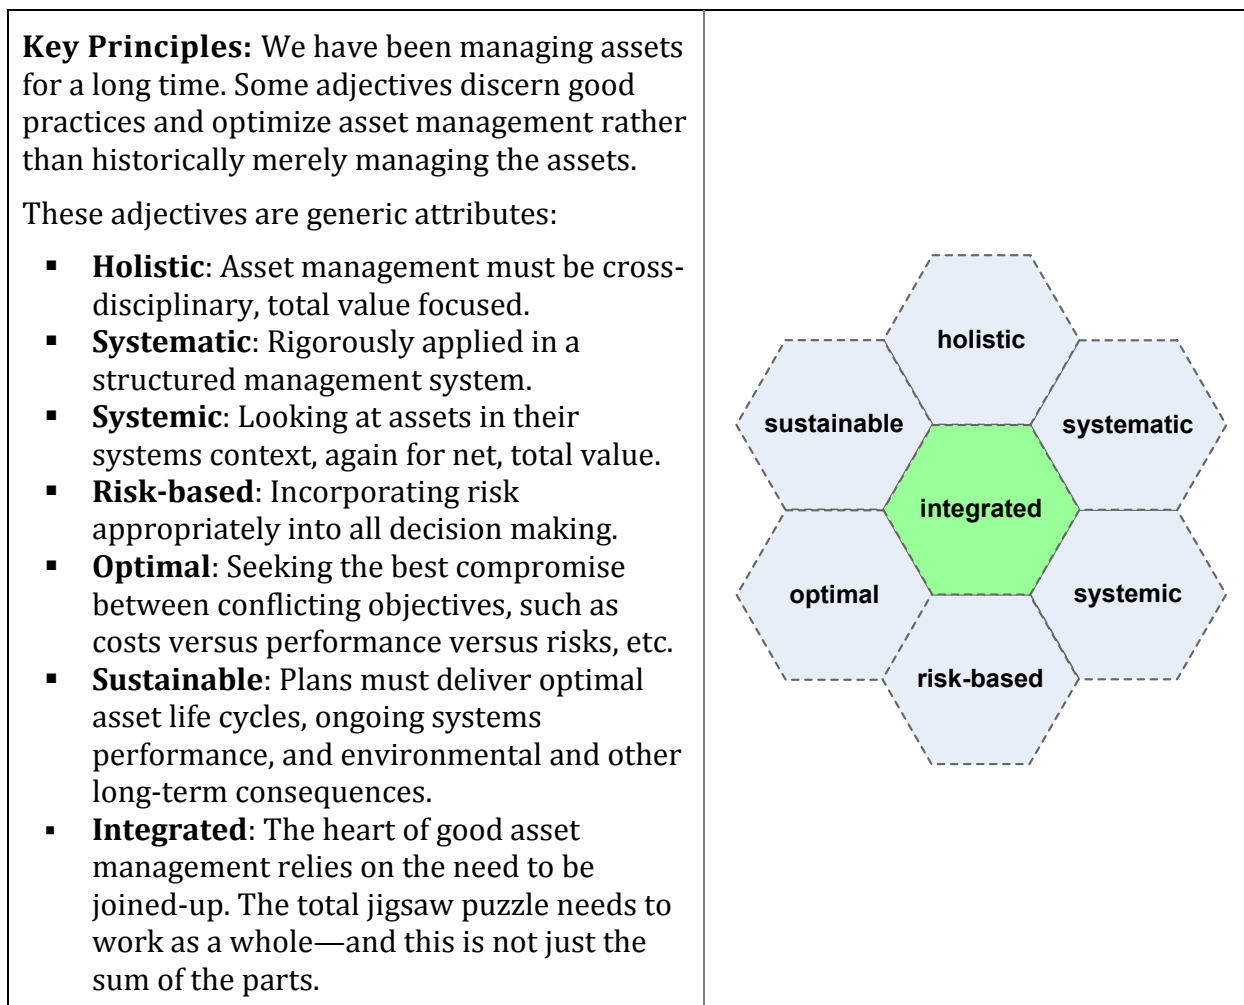 Key Principles: We have been managing assets
for a long time. Some adjectives discern good
practices and optimize asset management rather
than historically merely managing the assets.
These adjectives are generic attributes:
▪ Holistic: Asset management must be cross-
disciplinary, total value focused.
▪ Systematic: Rigorously applied in a
structured management system.
▪ Systemic: Looking at assets in their
systems context, again for net, total value.
▪ Risk-based: Incorporating risk
appropriately into all decision making.
▪ Optimal: Seeking the best compromise
between conflicting objectives, such as
costs versus performance versus risks, etc.
▪ Sustainable: Plans must deliver optimal
asset life cycles, ongoing systems
performance, and environmental and other
long-term consequences.
▪ Integrated: The heart of good asset
management relies on the need to be
joined-up. The total jigsaw puzzle needs to
work as a whole—and this is not just the
sum of the parts.
holistic
sustainable
systematic
integrated
optimal
systemic
risk-based